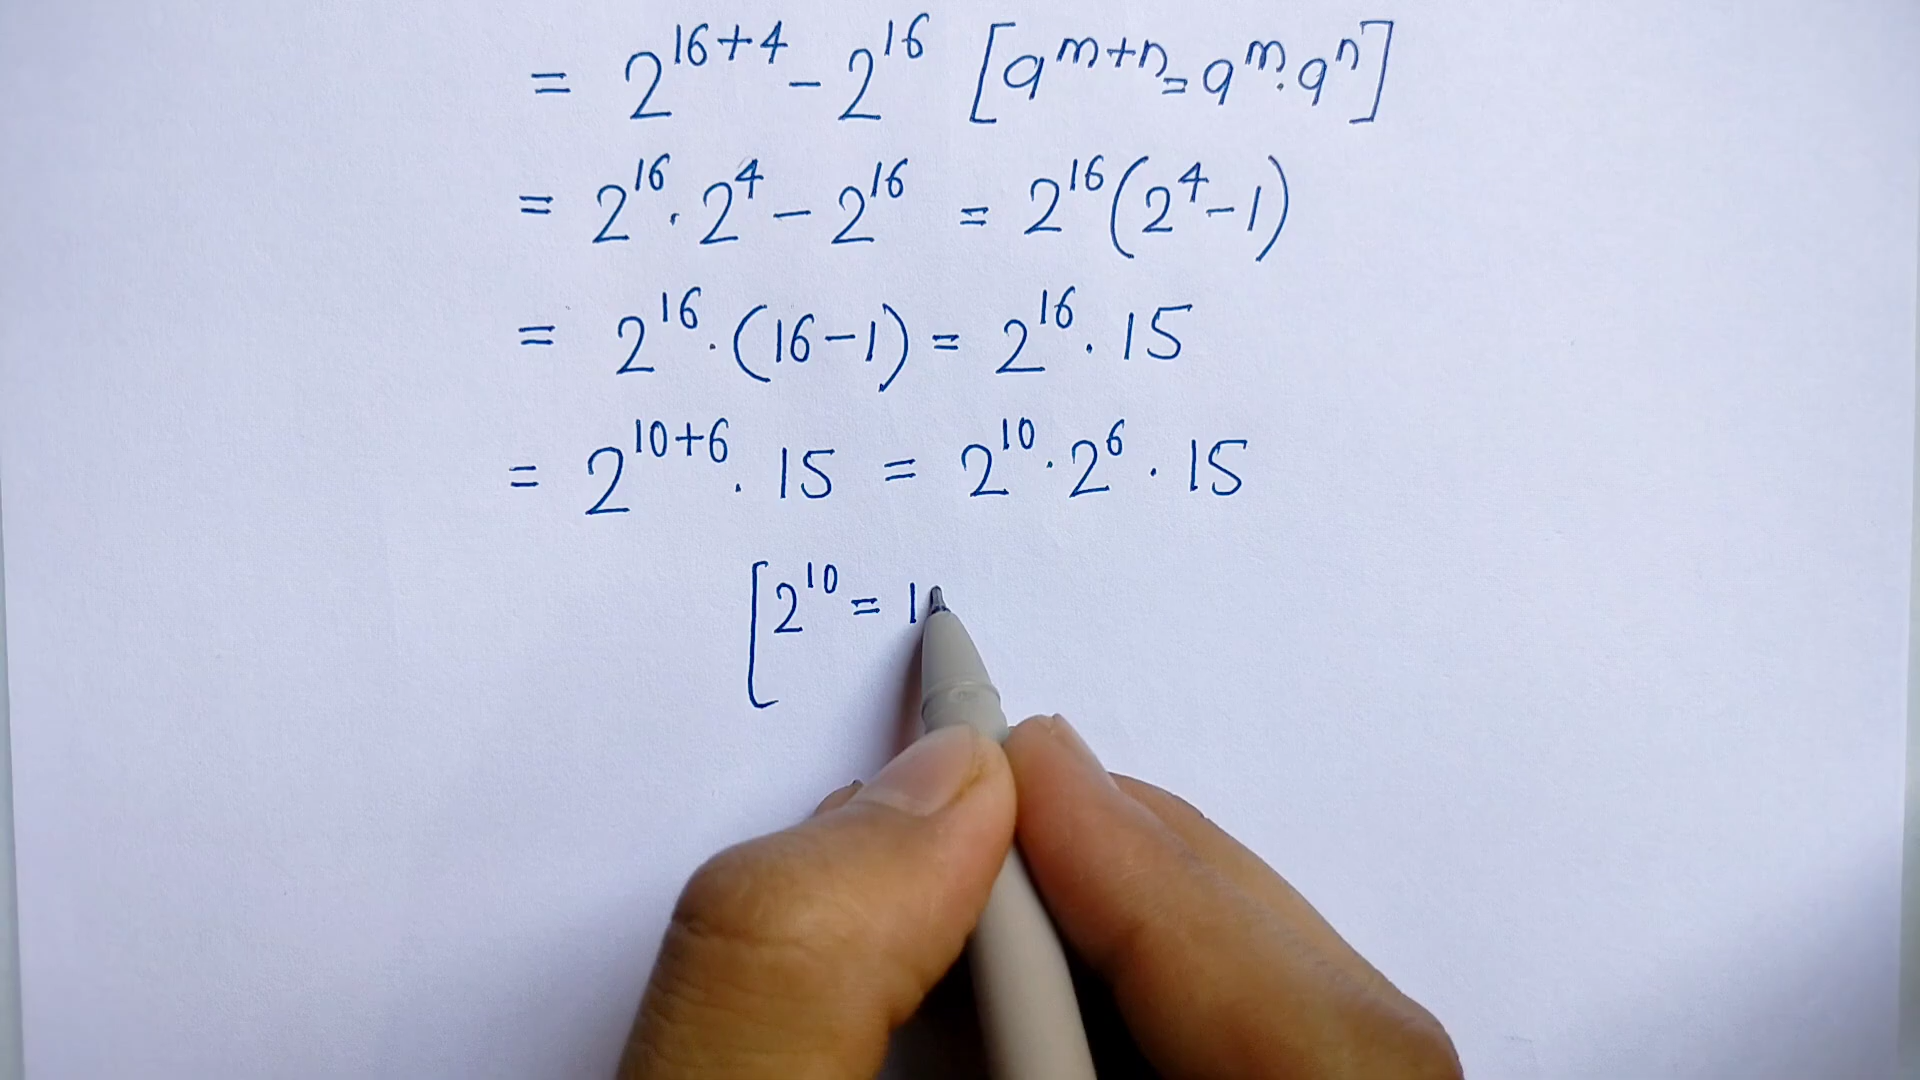 = 2^{16+4} - 2^{16} [a^{m+n} = a^m . a^n]
= 2^{16} . 2^4 - 2^{16} = 2^{16} (2^4 - 1)
= 2^{16} . (16 - 1) = 2^{16} . 15
= 2^{10+6} . 15 = 2^{10} . 2^6 . 15
[2^{10} = 1